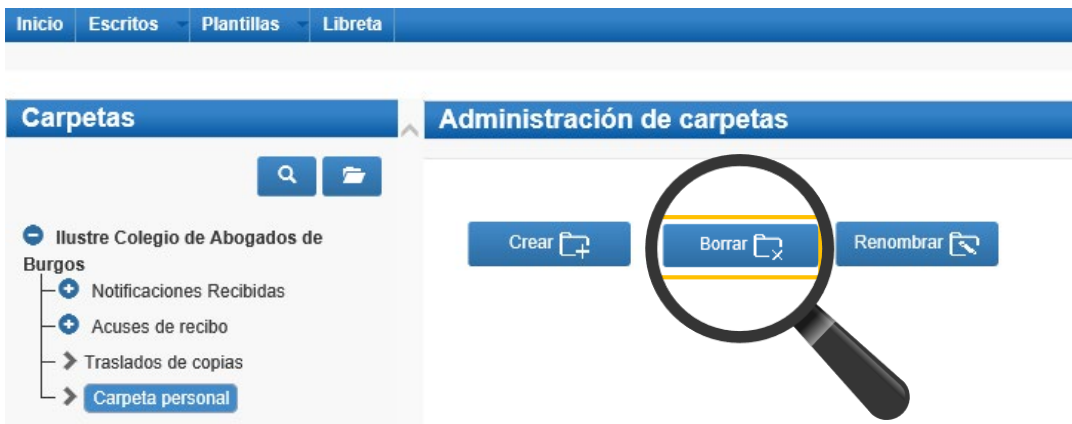 Inicio Escritos Plantillas Libreta
Carpetas
Administración de carpetas
Ilustre Colegio de Abogados de
Burgos
Notificaciones Recibidas
Acuses de recibo
Traslados de copias
Carpeta personal
Crear Borrar Renombrar